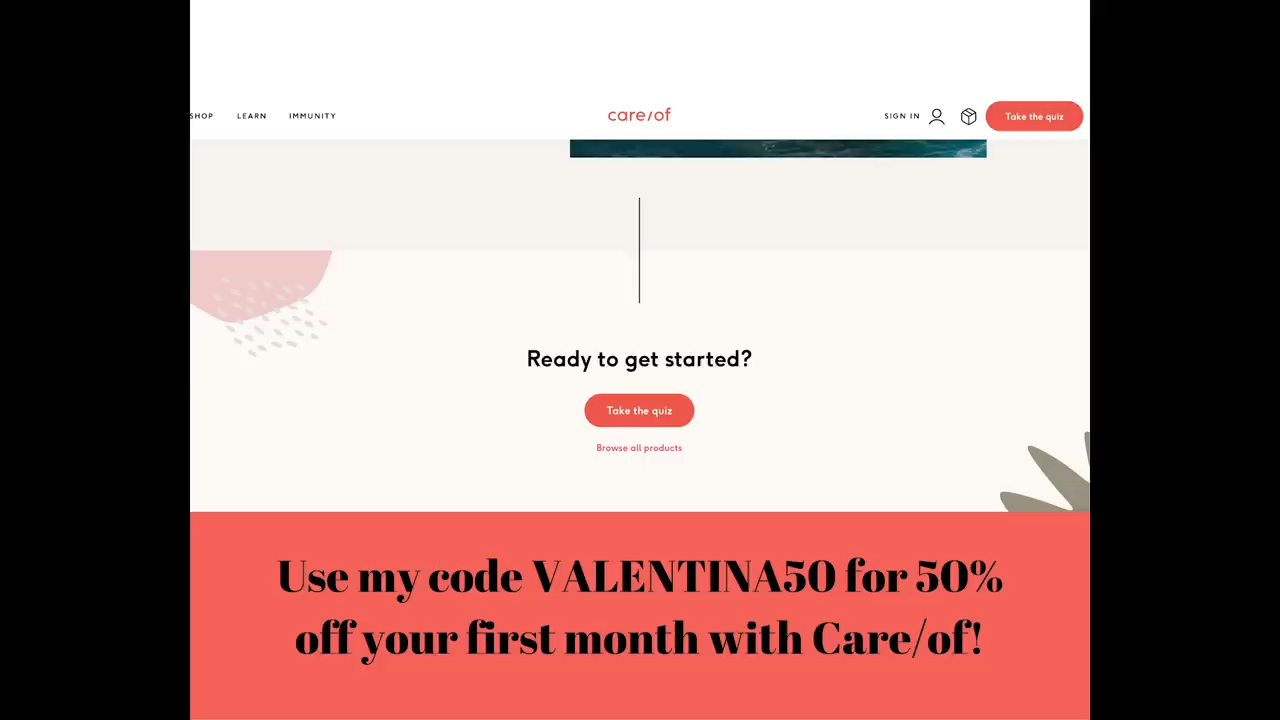 SHOP LEARN IMMUNITY care/of SIGN IN Take the quiz
Ready to get started?
Take the quiz
Browse all products
Use my code VALENTINA50 for 50%
off your first month with Care/of!